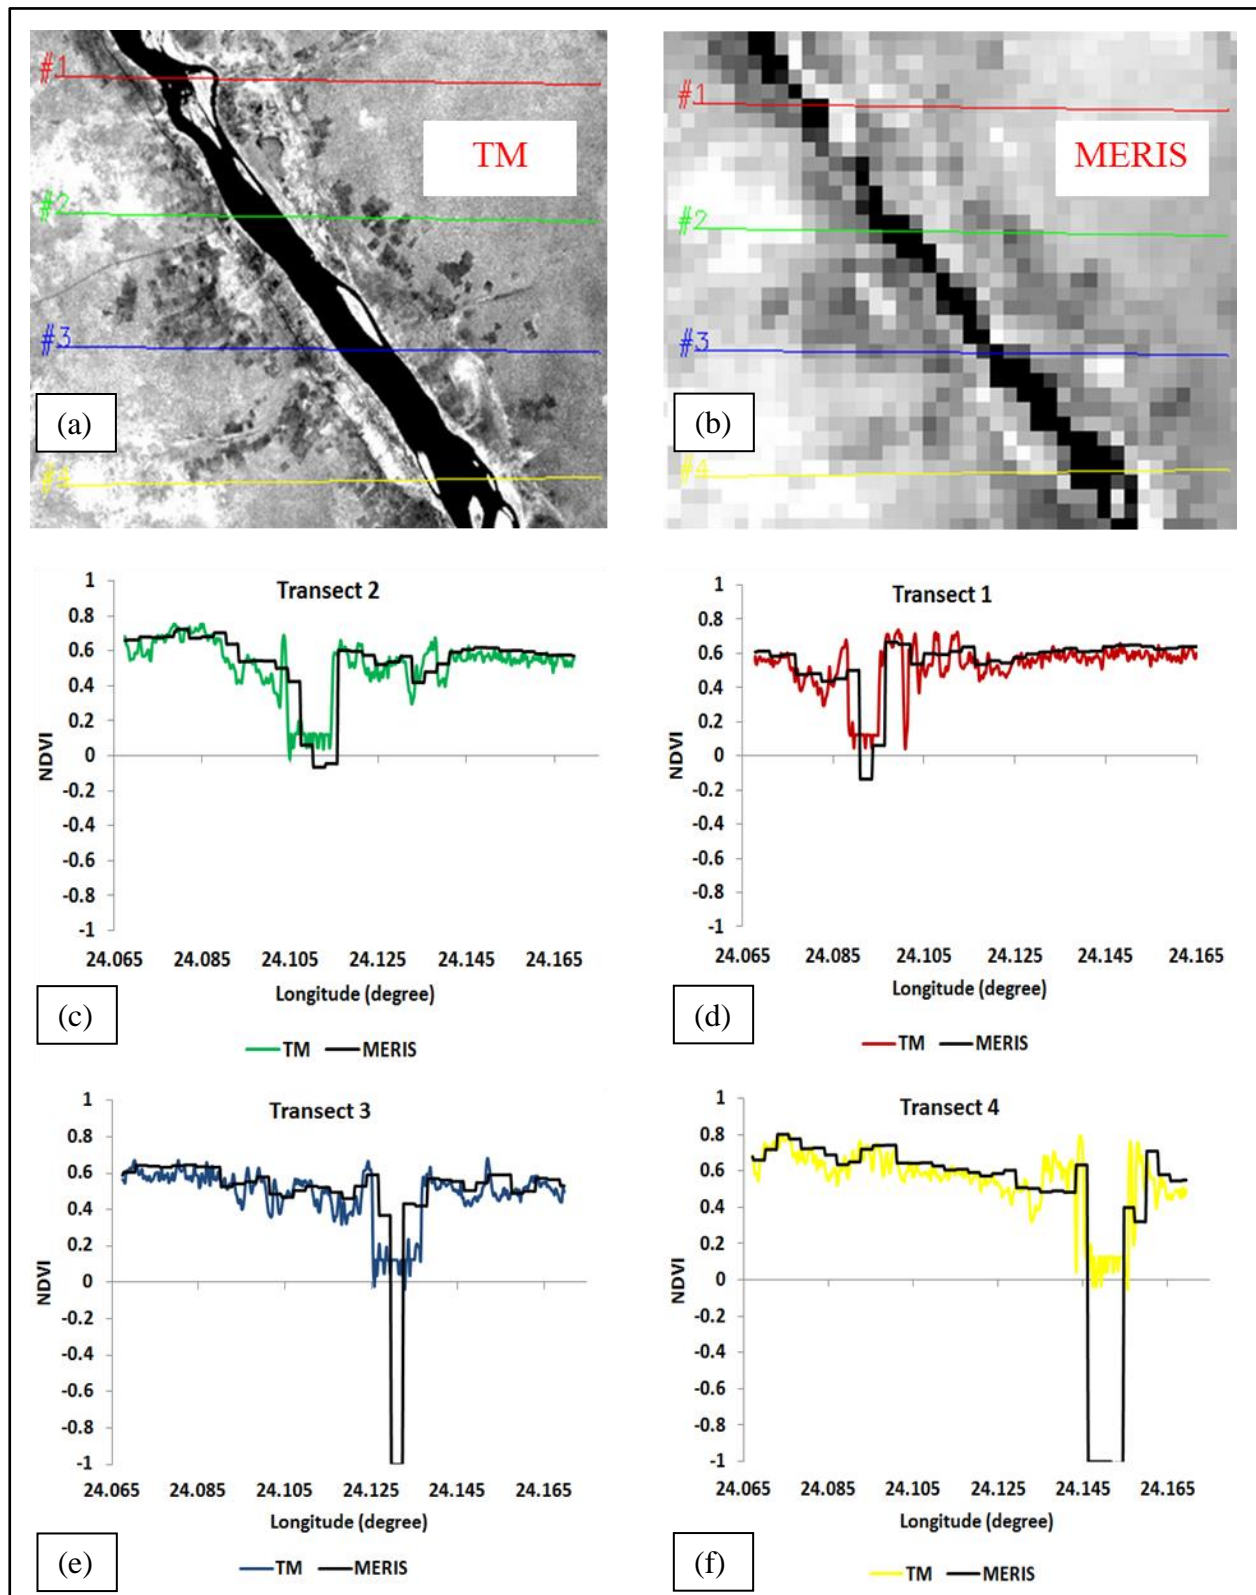 #1
TM
#2
#3
(a)
#4
#1
MERIS
#2
#3
(b)
#4
Transect 2
NDVI
1
0.8
0.6
0.4
0.2
0
-0.2
-0.4
-0.6
-0.8
-1
24.065 24.085 24.105 24.125 24.145 24.165
Longitude (degree)
(c)
TM MERIS
Transect 1
NDVI
1
0.8
0.6
0.4
0.2
0
-0.2
-0.4
-0.6
-0.8
-1
24.065 24.085 24.105 24.125 24.145 24.165
Longitude (degree)
(d)
TM MERIS
Transect 3
NDVI
1
0.8
0.6
0.4
0.2
0
-0.2
-0.4
-0.6
-0.8
-1
24.065 24.085 24.105 24.125 24.145 24.165
Longitude (degree)
(e)
TM MERIS
Transect 4
NDVI
1
0.8
0.6
0.4
0.2
0
-0.2
-0.4
-0.6
-0.8
-1
24.065 24.085 24.105 24.125 24.145 24.165
Longitude (degree)
(f)
TM MERIS